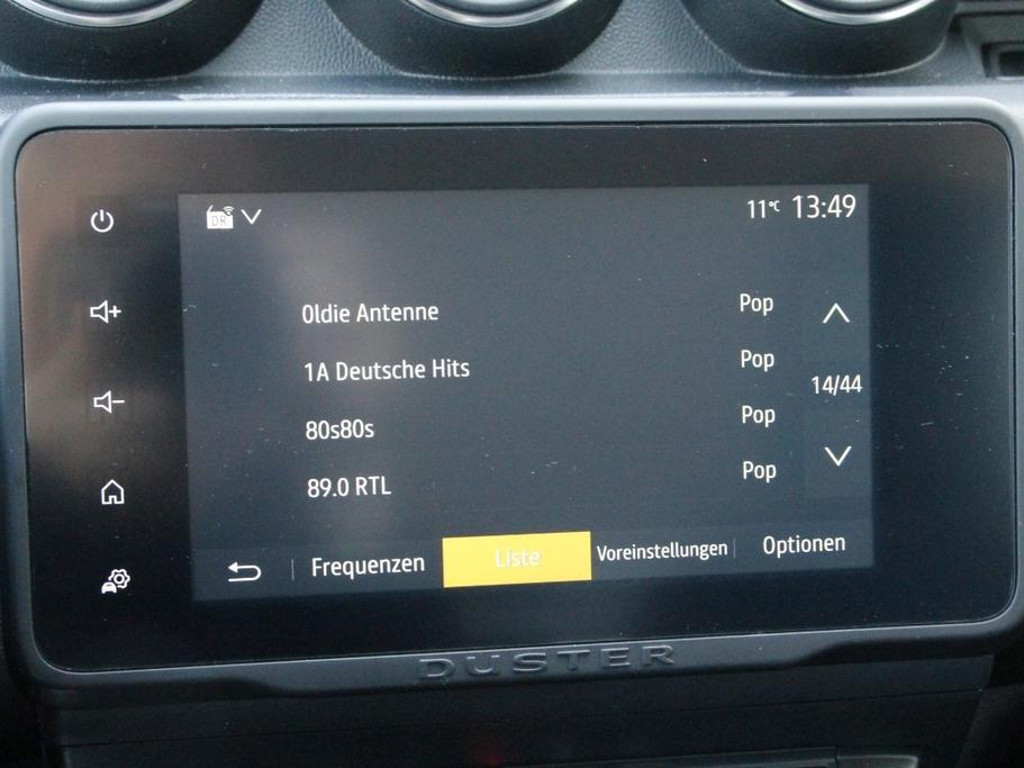 DR
11°C 13:49
Oldie Antenne Pop
1A Deutsche Hits Pop
14/44
80s80s Pop
89.0 RTL Pop
Frequenzen Liste Voreinstellungen Optionen
DUSTER